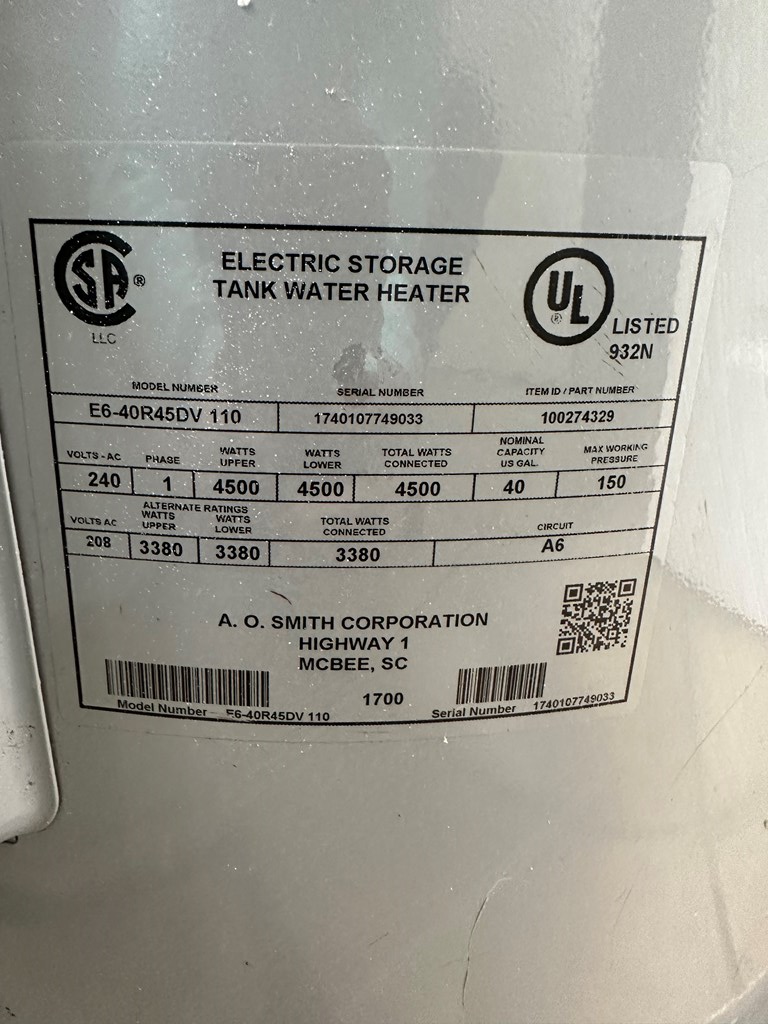 SA ®
LLC
ELECTRIC STORAGE
TANK WATER HEATER
UL ®
LISTED
932N
MODEL NUMBER SERIAL NUMBER ITEM ID / PART NUMBER
E6-40R45DV 110 1740107749033 100274329
VOLTS - AC PHASE WATTS UPPER WATTS LOWER TOTAL WATTS CONNECTED NOMINAL CAPACITY US GAL. MAX WORKING PRESSURE
240 1 4500 4500 4500 40 150
ALTERNATE RATINGS
VOLTS AC WATTS UPPER WATTS LOWER TOTAL WATTS CONNECTED CIRCUIT
208 3380 3380 3380 A6
A. O. SMITH CORPORATION
HIGHWAY 1
MCBEE, SC
1700
Model Number E6-40R45DV 110
Serial Number 1740107749033